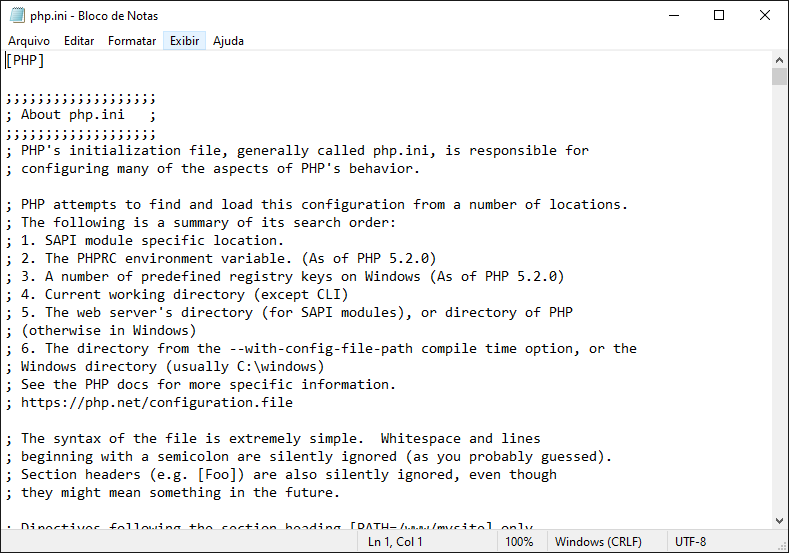 php.ini - Bloco de Notas
Arquivo Editar Formatar Exibir Ajuda
[PHP]
;;;;;;;;;;;;;;;;;;;
; About php.ini   ;
;;;;;;;;;;;;;;;;;;;
; PHP's initialization file, generally called php.ini, is responsible for
; configuring many of the aspects of PHP's behavior.
; PHP attempts to find and load this configuration from a number of locations.
; The following is a summary of its search order:
; 1. SAPI module specific location.
; 2. The PHPRC environment variable. (As of PHP 5.2.0)
; 3. A number of predefined registry keys on Windows (As of PHP 5.2.0)
; 4. Current working directory (except CLI)
; 5. The web server's directory (for SAPI modules), or directory of PHP
; (otherwise in Windows)
; 6. The directory from the --with-config-file-path compile time option, or the
; Windows directory (usually C:\windows)
; See the PHP docs for more specific information.
; https://php.net/configuration.file
; The syntax of the file is extremely simple.  Whitespace and lines
; beginning with a semicolon are silently ignored (as you probably guessed).
; Section headers (e.g. [Foo]) are also silently ignored, even though
; they might mean something in the future.
; Directives following the section heading [PATH=/www/mysite] only
Ln 1, Col 1 100% Windows (CRLF) UTF-8